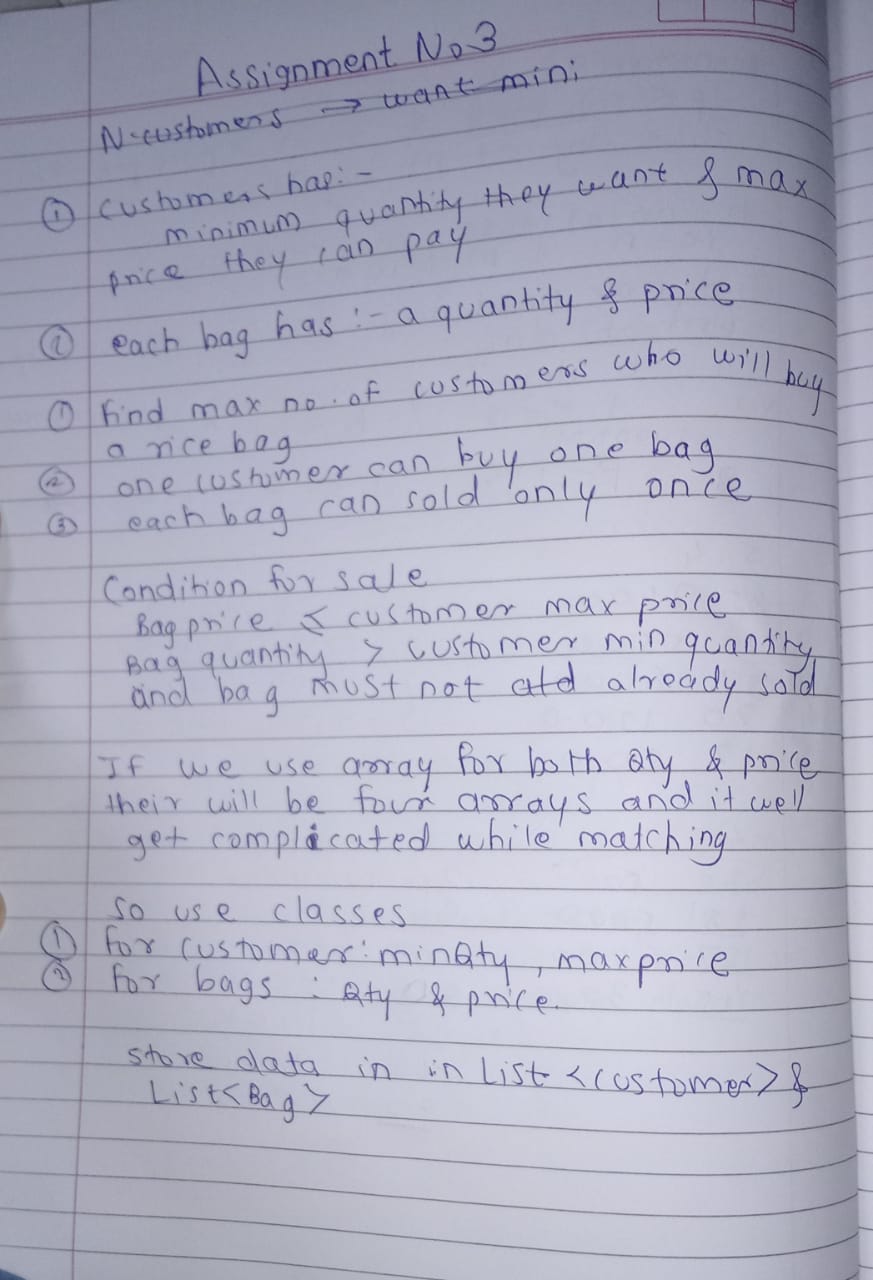 Assignment No 3
N-customers → want mini
① customers has:-
minimum quantity they want & max
price they can pay
② each bag has :- a quantity & price
① Find max no. of customers who will buy
a rice bag
② one customer can buy one bag
③ each bag can sold only once
Condition for sale
Bag price ≤ customer max price
Bag quantity > customer min quantity
and bag must not already sold
If we use array for both Qty & price
their will be four arrays and it well
get complicated while matching
So use classes
① for customer: minQty, maxprice
② for bags : Qty & price.
store data in in List <customer> &
List<Bag>